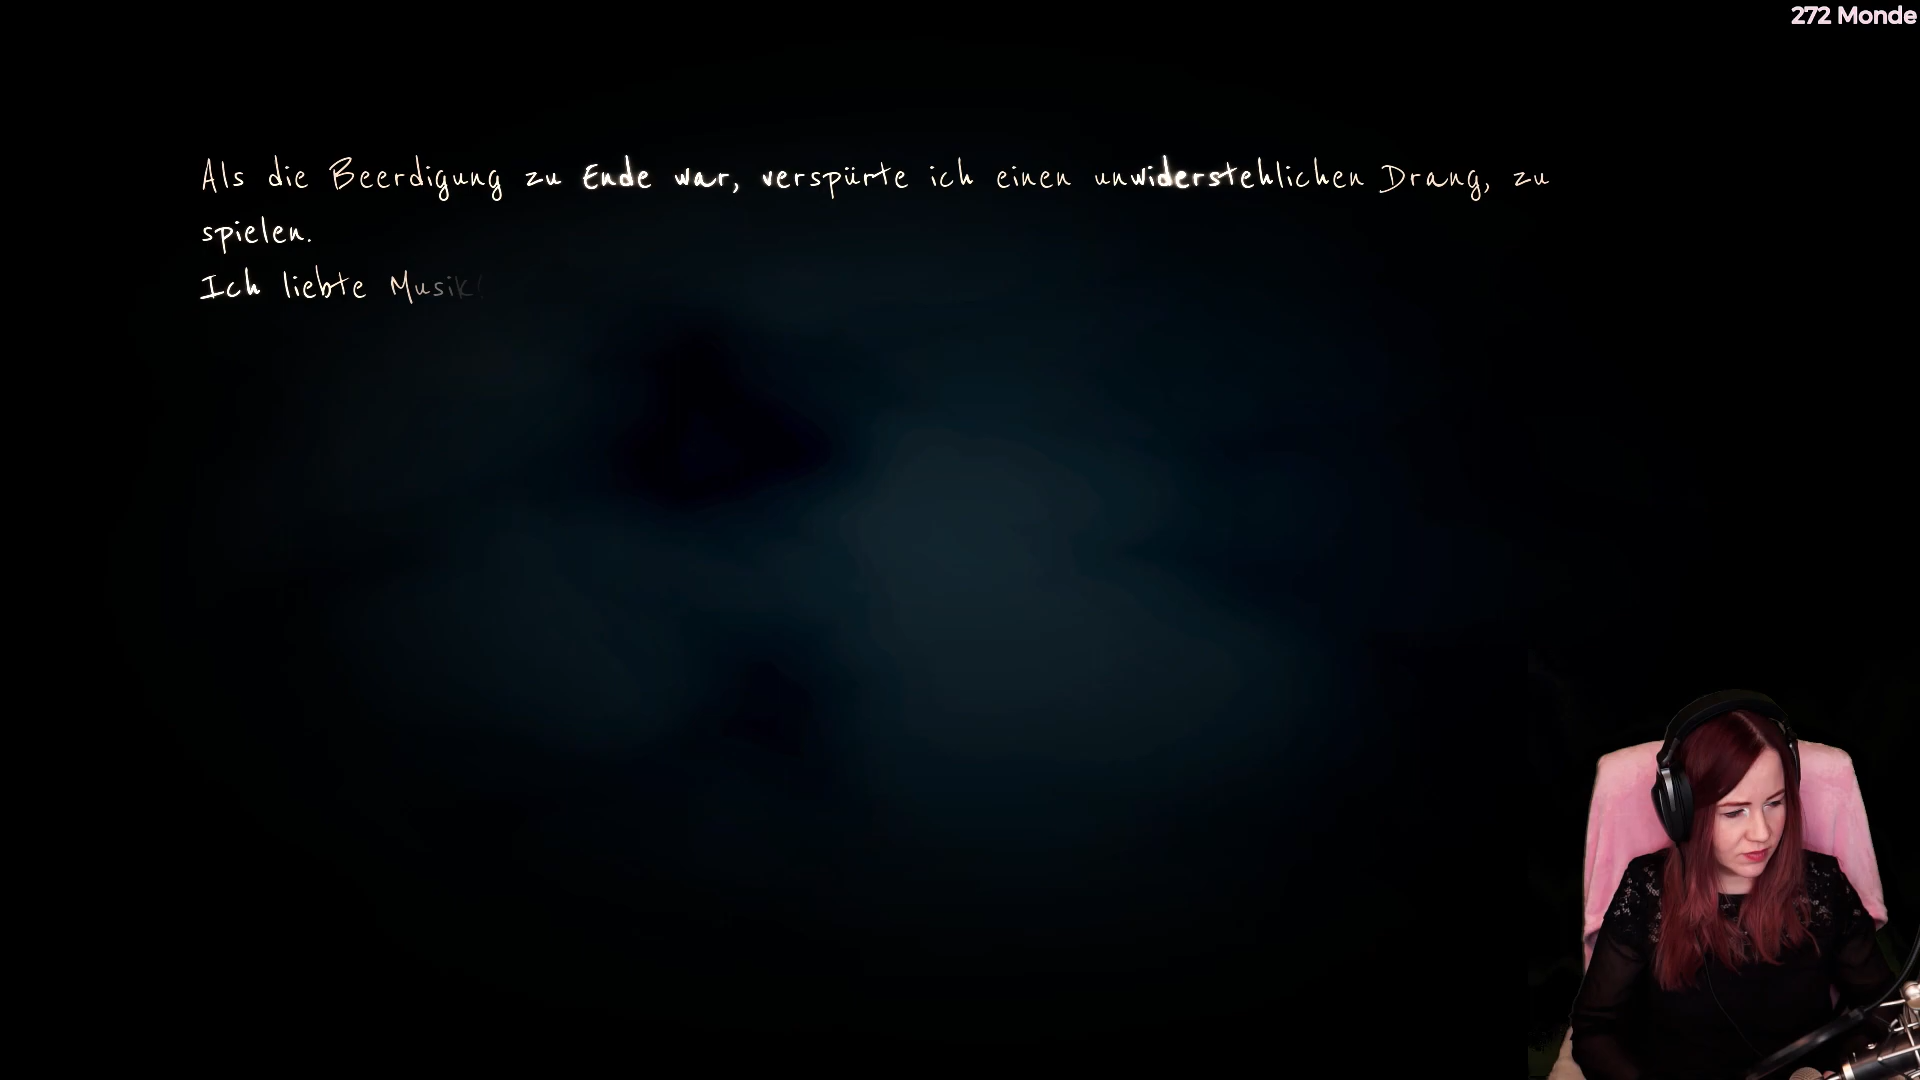 272 Monde
Als die Beerdigung zu Ende war, verspürte ich einen unwiderstehlichen Drang, zu
spielen.
Ich liebte Musik!